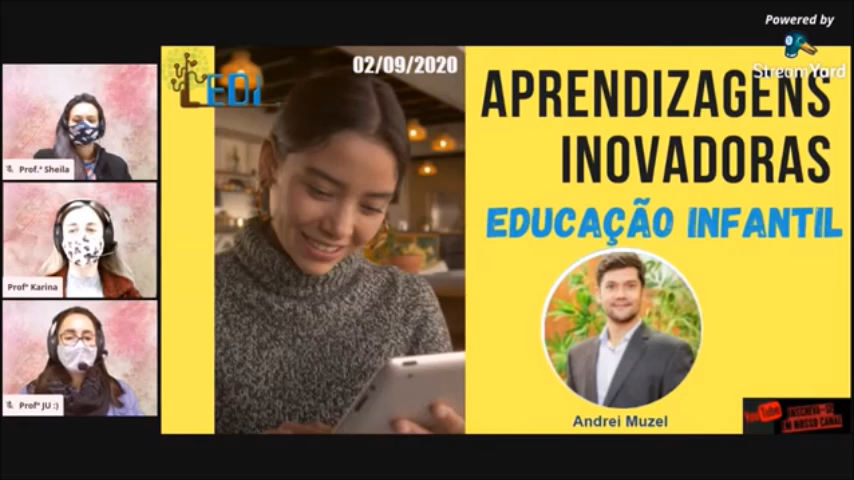 Powered by
StreamYard
LEDI
02/09/2020
APRENDIZAGENS
INOVADORAS
EDUCAÇÃO INFANTIL
Prof.ª Sheila
Profª Karina
Profª JU :)
Andrei Muzel
YouTube
INSCREVA-SE
EM NOSSO CANAL